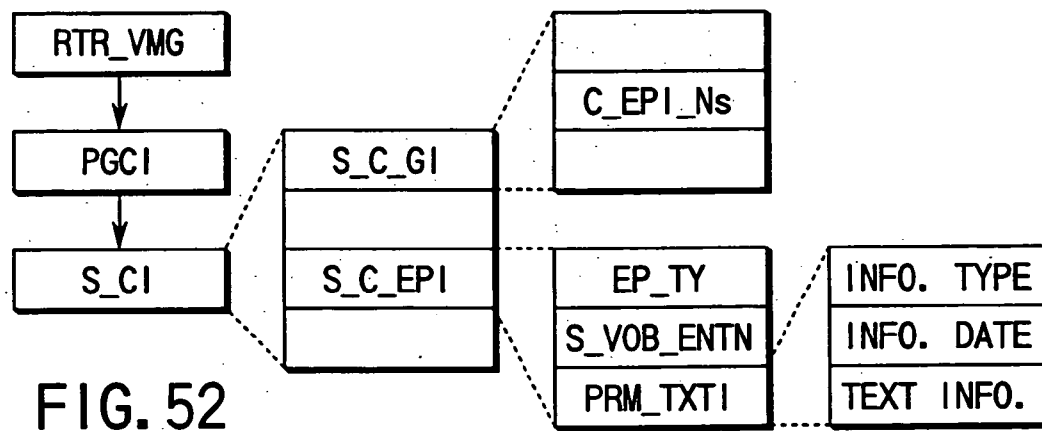 RTR_VMG
PGCI
S_CI
S_C_GI
S_C_EPI
C_EPI_Ns
EP_TY
S_VOB_ENTN
PRM_TXTI
INFO. TYPE
INFO. DATE
TEXT INFO.
FIG. 52